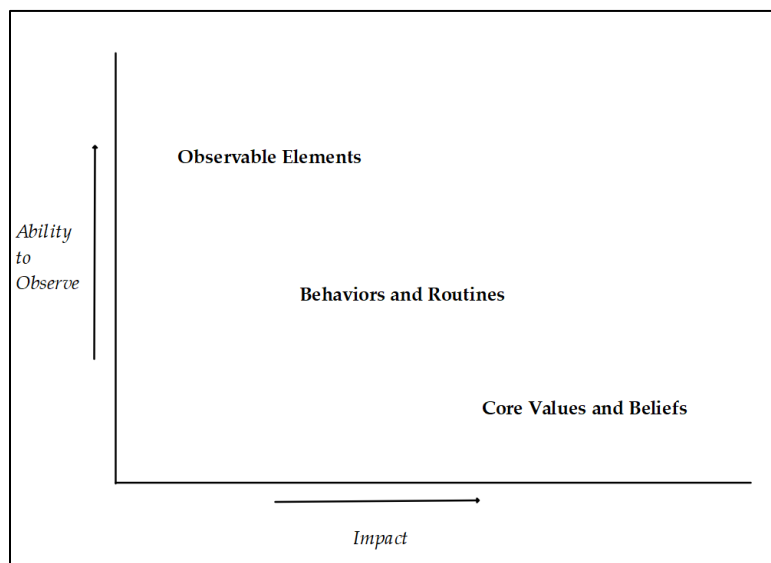 Observable Elements
Ability
to
Observe
Behaviors and Routines
Core Values and Beliefs
Impact